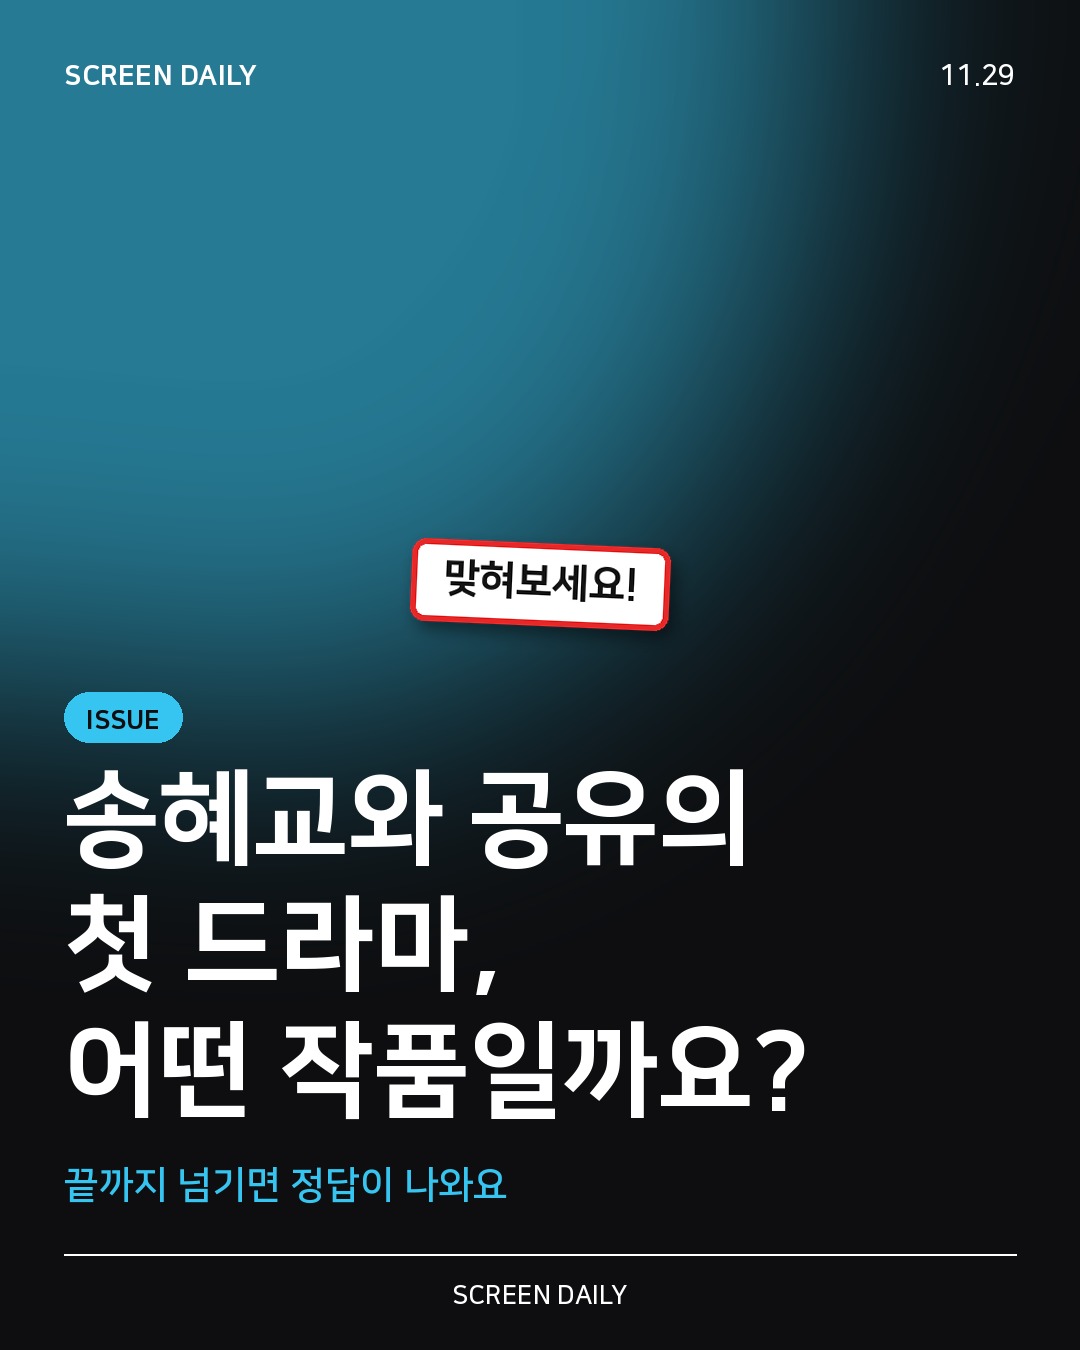 SCREEN DAILY
11.29
맞혀보세요!
ISSUE
송혜교와 공유의
첫 드라마,
어떤 작품일까요?
끝까지 넘기면 정답이 나와요
SCREEN DAILY